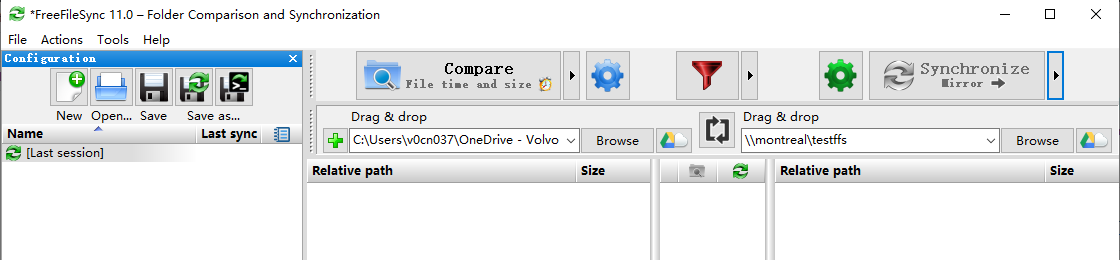 *FreeFileSync 11.0 – Folder Comparison and Synchronization
File Actions Tools Help
Configuration
New Open... Save Save as...
Name Last sync
[Last session]
Compare
File time and size
Synchronize
Mirror
Drag & drop
C:\Users\v0cn037\OneDrive - Volvo
Browse
Drag & drop
\\montreal\testffs
Browse
Relative path Size
Relative path Size